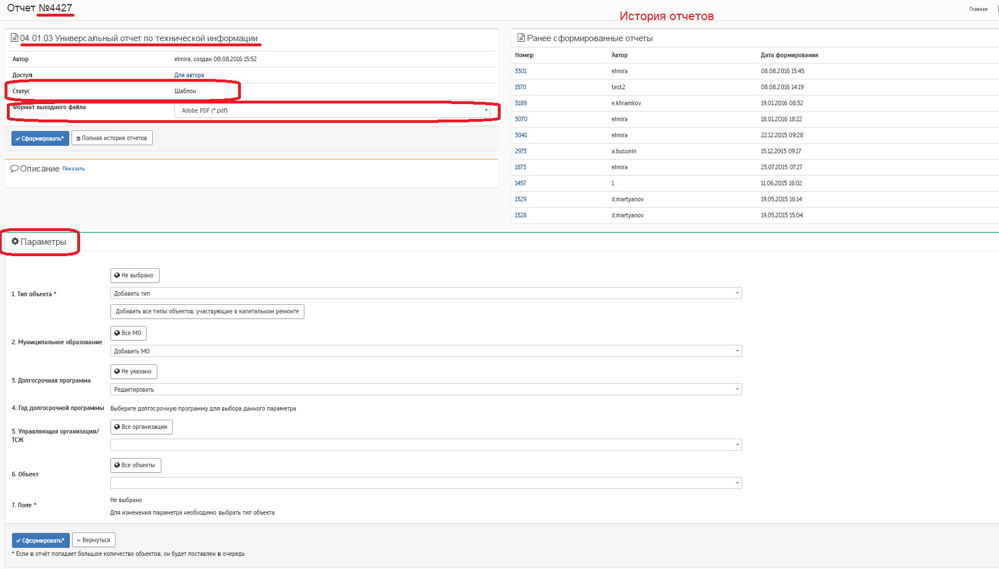 Отчет №4427
История отчетов
Главная
04.01.03 Универсальный отчет по технической информации
Автор elmira, создан 08.08.2016 15:52
Доступ Для автора
Статус Шаблон
Формат выходного файла Adobe PDF (*.pdf)
Сформировать* Полная история отчетов
Описание Показать
Ранее сформированные отчеты
Номер Автор Дата формирования
3301 elmira 08.08.2016 15:45
1570 test2 08.08.2016 14:19
3189 e.khramkov 19.01.2016 08:32
3070 elmira 18.01.2016 18:22
3041 elmira 22.12.2015 09:28
2973 a.busunin 15.12.2015 09:17
1873 elmira 23.07.2015 07:27
1457 1 11.06.2015 16:02
1329 d.martyanov 19.05.2015 16:14
1328 d.martyanov 19.05.2015 15:04
Параметры
Не выбрано
1. Тип объекта *
Добавить тип
Добавить все типы объектов, участвующие в капитальном ремонте
Все МО
2. Муниципальное образование
Добавить МО
Не указано
3. Долгосрочная программа
Редактировать
4. Год долгосрочной программы Выберите долгосрочную программу для выбора данного параметра
Все организации
5. Управляющая организация/
ТСЖ
Все объекты
6. Объект
Не выбрано
7. Поле *
Для изменения параметра необходимо выбрать тип объекта
Сформировать* Вернуться
* Если в отчёт попадает большое количество объектов, он будет поставлен в очередь